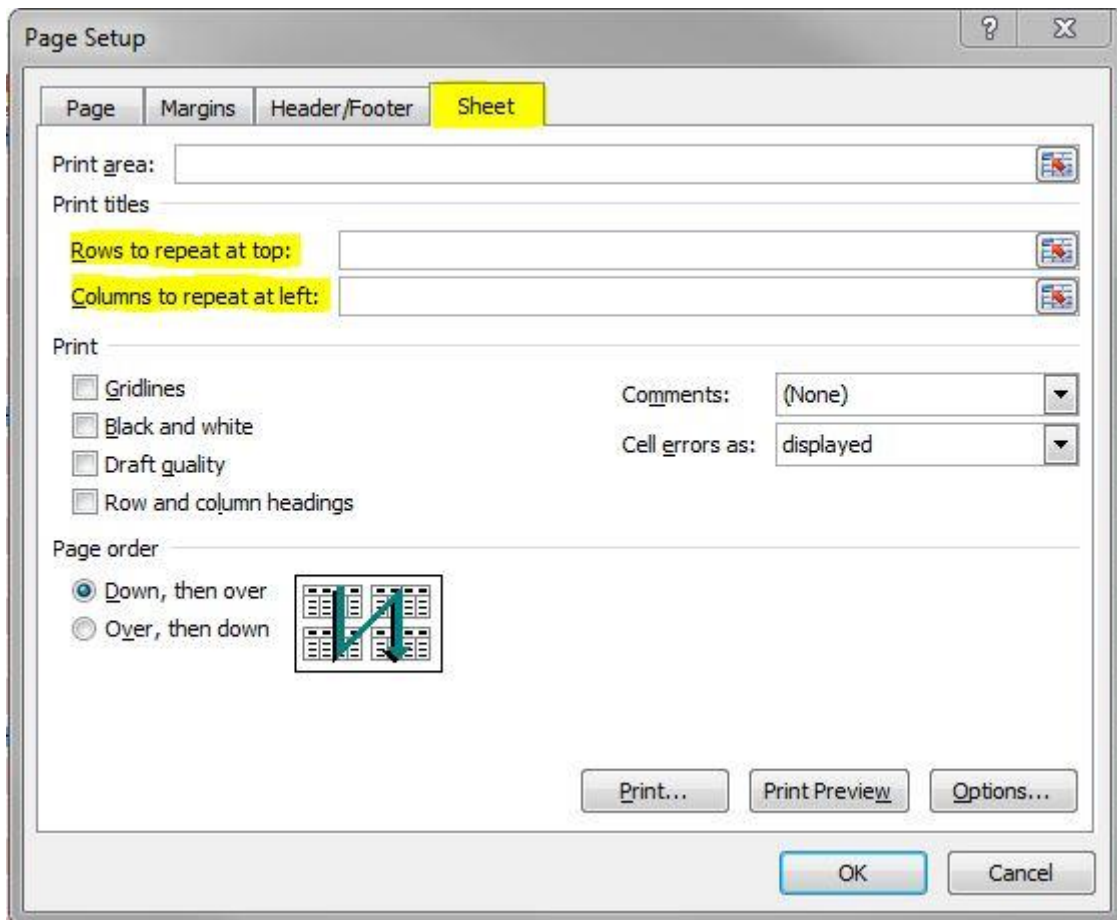 Page Setup
Page Margins Header/Footer Sheet
Print area:
Print titles
Rows to repeat at top:
Columns to repeat at left:
Print
Gridlines
Black and white
Draft quality
Row and column headings
Comments: (None)
Cell errors as: displayed
Page order
Down, then over
Over, then down
Print... Print Preview Options...
OK Cancel